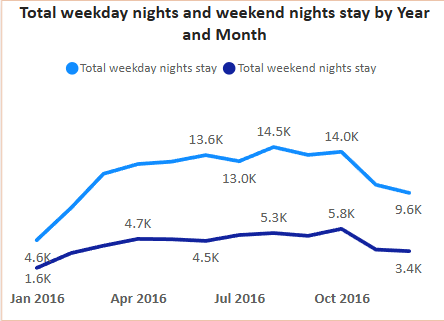 Total weekday nights and weekend nights stay by Year
and Month
Total weekday nights stay Total weekend nights stay
14.5K
13.6K 14.0K
13.0K
9.6K
4.6K
4.7K 5.3K 5.8K
4.5K
3.4K
1.6K
Jan 2016 Apr 2016 Jul 2016 Oct 2016